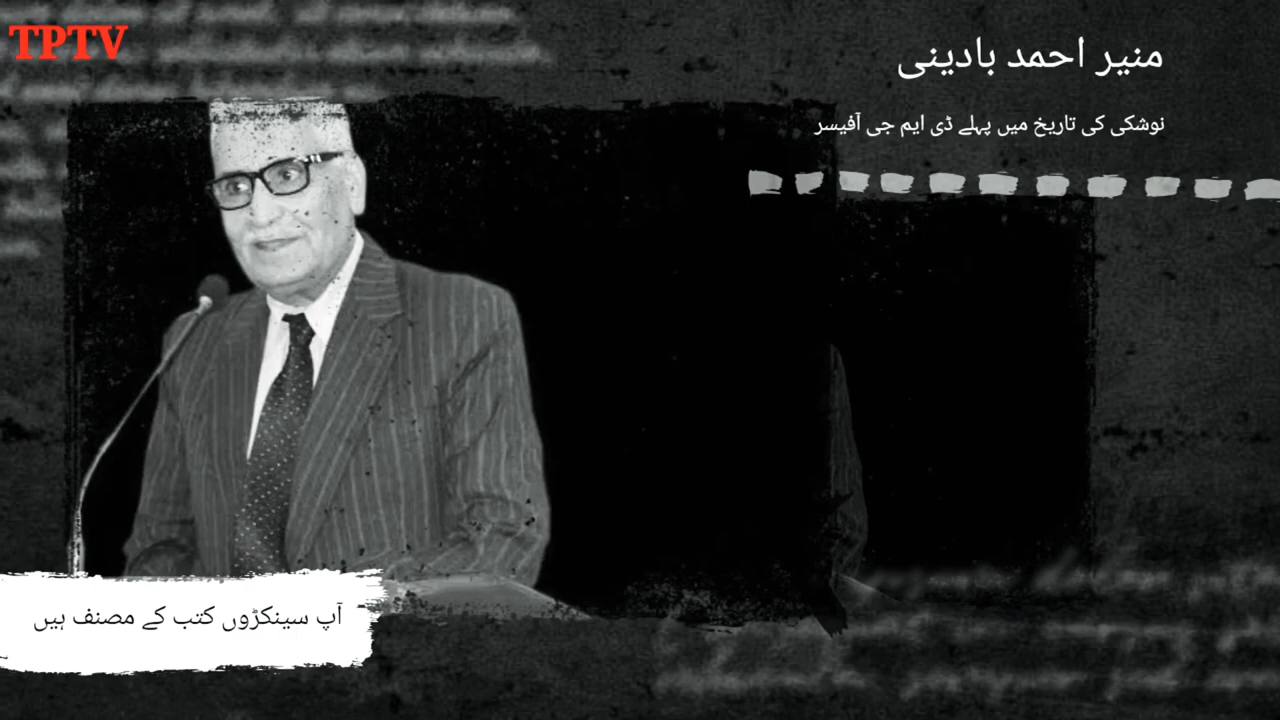 TPTV
منیر احمد بادینی
نوشکی کی تاریخ میں پہلے ڈی ایم جی آفیسر
آپ سینکڑوں کتب کے مصنف ہیں